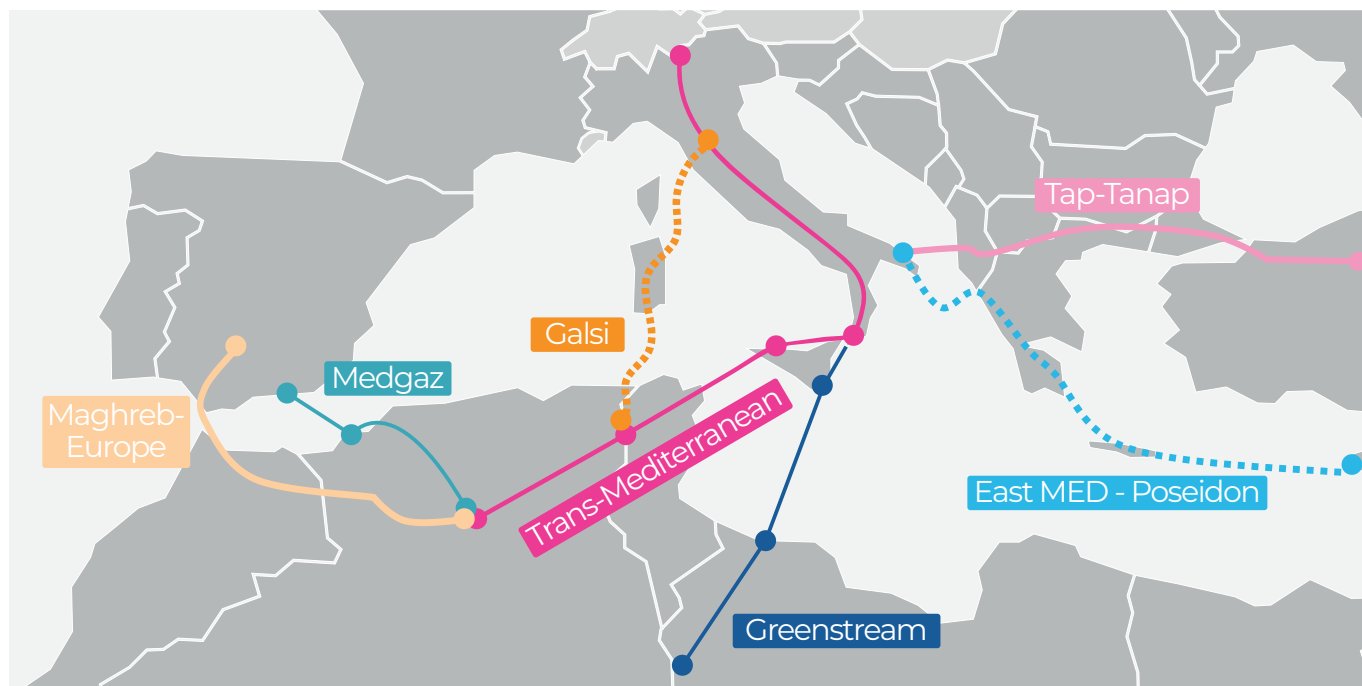 Tap-Tanap
Galsi
Medgaz
Maghreb-
Europe
Trans-Mediterranean
East MED - Poseidon
Greenstream